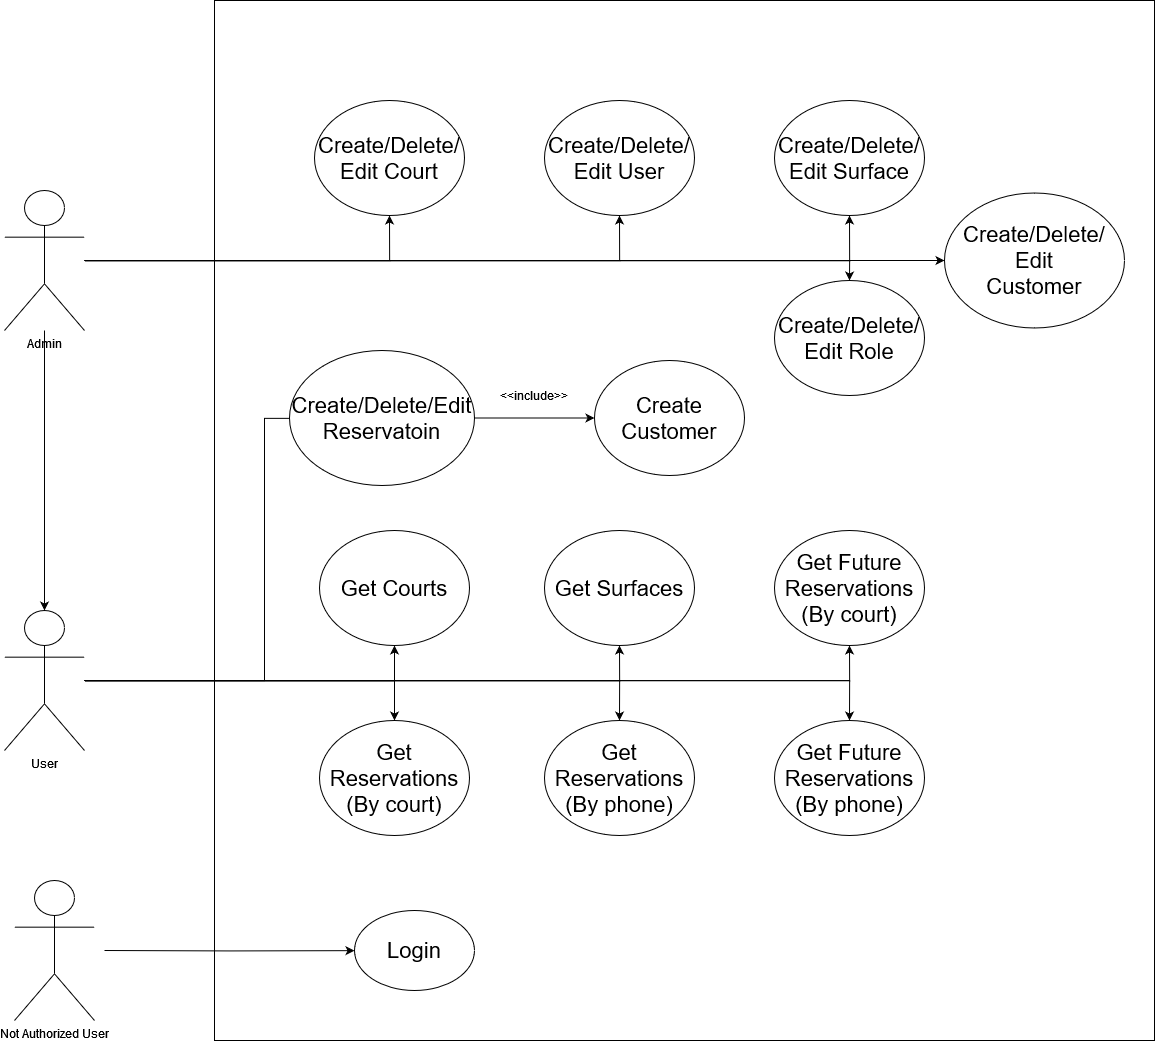 Create/Delete/
Edit Court
Create/Delete/
Edit User
Create/Delete/
Edit Surface
Create/Delete/
Edit
Customer
Admin
Create/Delete/
Edit Role
Create/Delete/Edit
Reservatoin
<<include>>
Create
Customer
Get Courts
Get Surfaces
Get Future
Reservations
(By court)
User
Get
Reservations
(By court)
Get
Reservations
(By phone)
Get Future
Reservations
(By phone)
Login
Not Authorized User